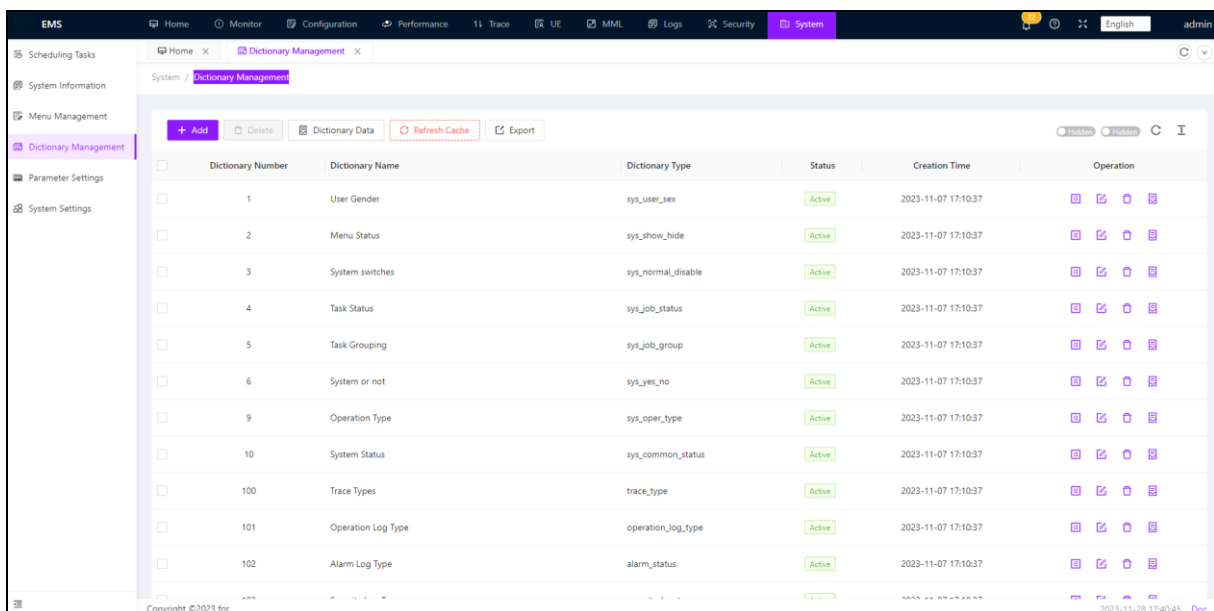 EMS Home Monitor Configuration Performance Trace UE MML Logs Security System 22 English admin
Scheduling Tasks
System Information
Menu Management
Dictionary Management
Parameter Settings
System Settings
Home Dictionary Management
System / Dictionary Management
Add Delete Dictionary Data Refresh Cache Export Hidden Hidden
Dictionary Number Dictionary Name Dictionary Type Status Creation Time Operation
1 User Gender sys_user_sex Active 2023-11-07 17:10:37
2 Menu Status sys_show_hide Active 2023-11-07 17:10:37
3 System switches sys_normal_disable Active 2023-11-07 17:10:37
4 Task Status sys_job_status Active 2023-11-07 17:10:37
5 Task Grouping sys_job_group Active 2023-11-07 17:10:37
6 System or not sys_yes_no Active 2023-11-07 17:10:37
9 Operation Type sys_oper_type Active 2023-11-07 17:10:37
10 System Status sys_common_status Active 2023-11-07 17:10:37
100 Trace Types trace_type Active 2023-11-07 17:10:37
101 Operation Log Type operation_log_type Active 2023-11-07 17:10:37
102 Alarm Log Type alarm_status Active 2023-11-07 17:10:37
Copyright ©2023 for 2023-11-28 17:40:45 Doc